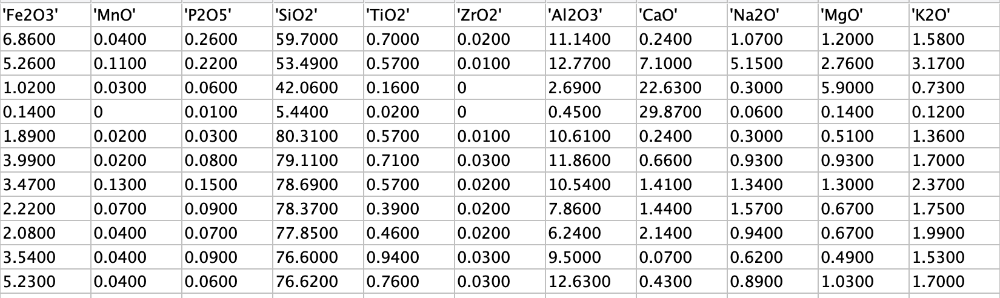 'Fe2O3' 'MnO' 'P2O5' 'SiO2' 'TiO2' 'ZrO2' 'Al2O3' 'CaO' 'Na2O' 'MgO' 'K2O'
6.8600 0.0400 0.2600 59.7000 0.7000 0.0200 11.1400 0.2400 1.0700 1.2000 1.5800
5.2600 0.1100 0.2200 53.4900 0.5700 0.0100 12.7700 7.1000 5.1500 2.7600 3.1700
1.0200 0.0300 0.0600 42.0600 0.1600 0 2.6900 22.6300 0.3000 5.9000 0.7300
0.1400 0 0.0100 5.4400 0.0200 0 0.4500 29.8700 0.0600 0.1400 0.1200
1.8900 0.0200 0.0300 80.3100 0.5700 0.0100 10.6100 0.2400 0.3000 0.5100 1.3600
3.9900 0.0200 0.0800 79.1100 0.7100 0.0300 11.8600 0.6600 0.9300 0.9300 1.7000
3.4700 0.1300 0.1500 78.6900 0.5700 0.0200 10.5400 1.4100 1.3400 1.3000 2.3700
2.2200 0.0700 0.0900 78.3700 0.3900 0.0200 7.8600 1.4400 1.5700 0.6700 1.7500
2.0800 0.0400 0.0700 77.8500 0.4600 0.0200 6.2400 2.1400 0.9400 0.6700 1.9900
3.5400 0.0400 0.0900 76.6000 0.9400 0.0300 9.5000 0.0700 0.6200 0.4900 1.5300
5.2300 0.0400 0.0600 76.6200 0.7600 0.0300 12.6300 0.4300 0.8900 1.0300 1.7000